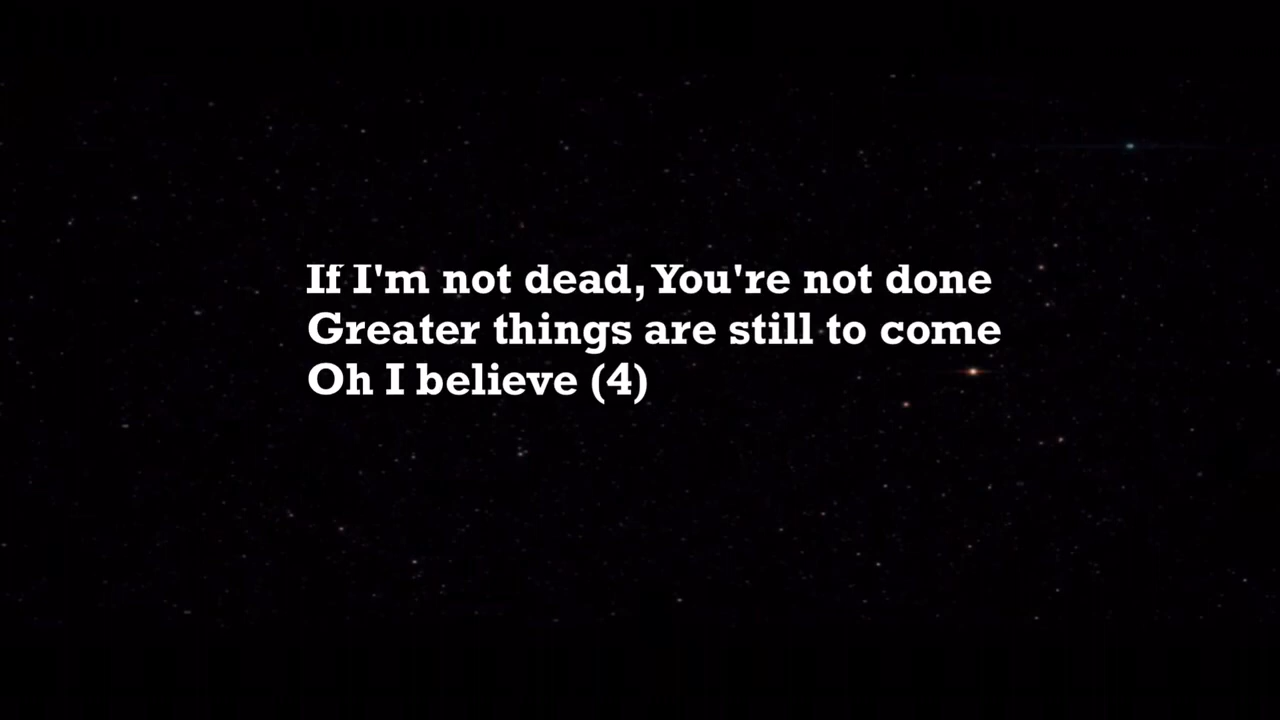 If I'm not dead, You're not done
Greater things are still to come
Oh I believe (4)